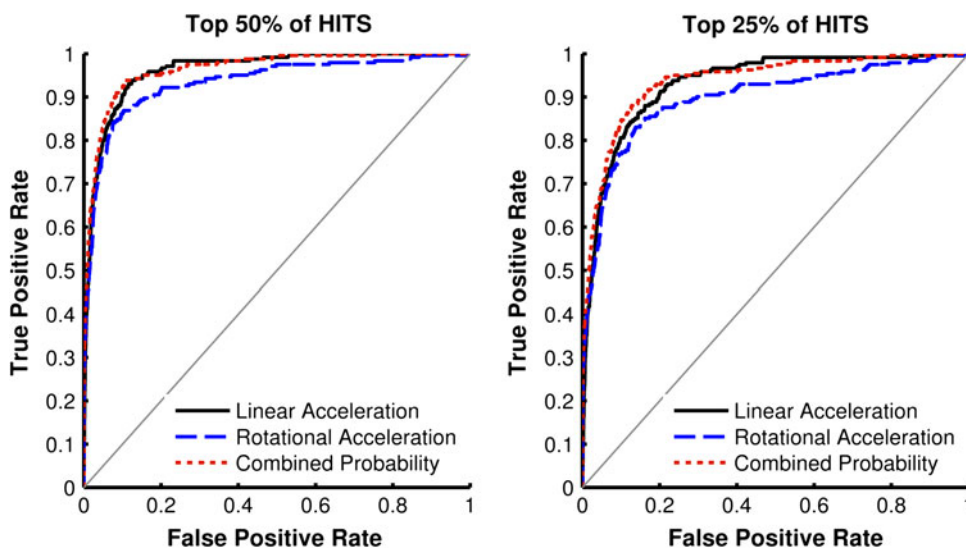 Top 50% of HITS
1
0.9
0.8
0.7
0.6
0.5
0.4
0.3
0.2
0.1
0
True Positive Rate
Linear Acceleration
Rotational Acceleration
Combined Probability
0 0.2 0.4 0.6 0.8 1
False Positive Rate
Top 25% of HITS
1
0.9
0.8
0.7
0.6
0.5
0.4
0.3
0.2
0.1
0
True Positive Rate
Linear Acceleration
Rotational Acceleration
Combined Probability
0 0.2 0.4 0.6 0.8 1
False Positive Rate